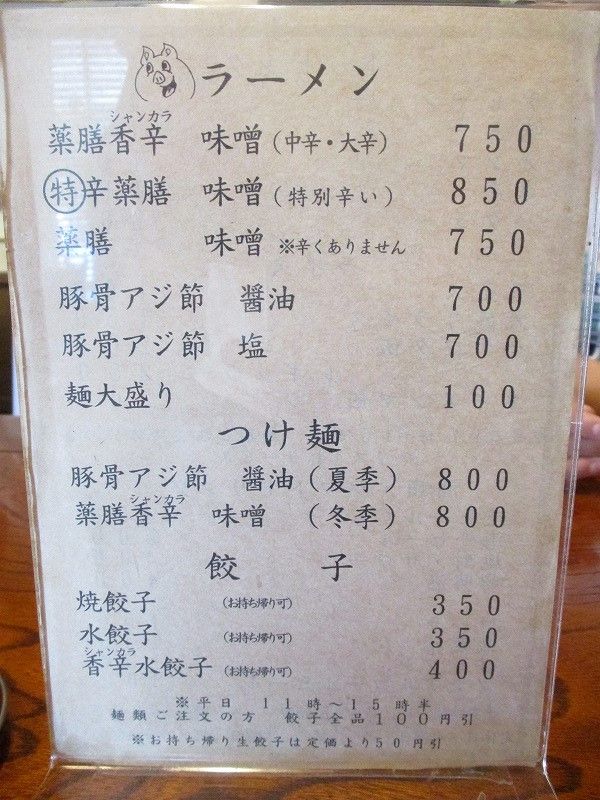 ラーメン
シャンカラ
薬膳香辛 味噌(中辛・大辛) 750
特辛薬膳 味噌(特別辛い) 850
薬膳 味噌 ※辛くありません 750
豚骨アジ節 醤油 700
豚骨アジ節 塩 700
麺大盛り 100
つけ麺
豚骨アジ節 醤油(夏季) 800
シャンカラ
薬膳香辛 味噌 (冬季) 800
餃 子
焼餃子 (お持ち帰り可) 350
水餃子 (お持ち帰り可) 350
シャンカラ
香辛水餃子 (お持ち帰り可) 400
※平日 11時~15時半
麺類ご注文の方 餃子全品100円引
※お持ち帰り生餃子は定価より50円引